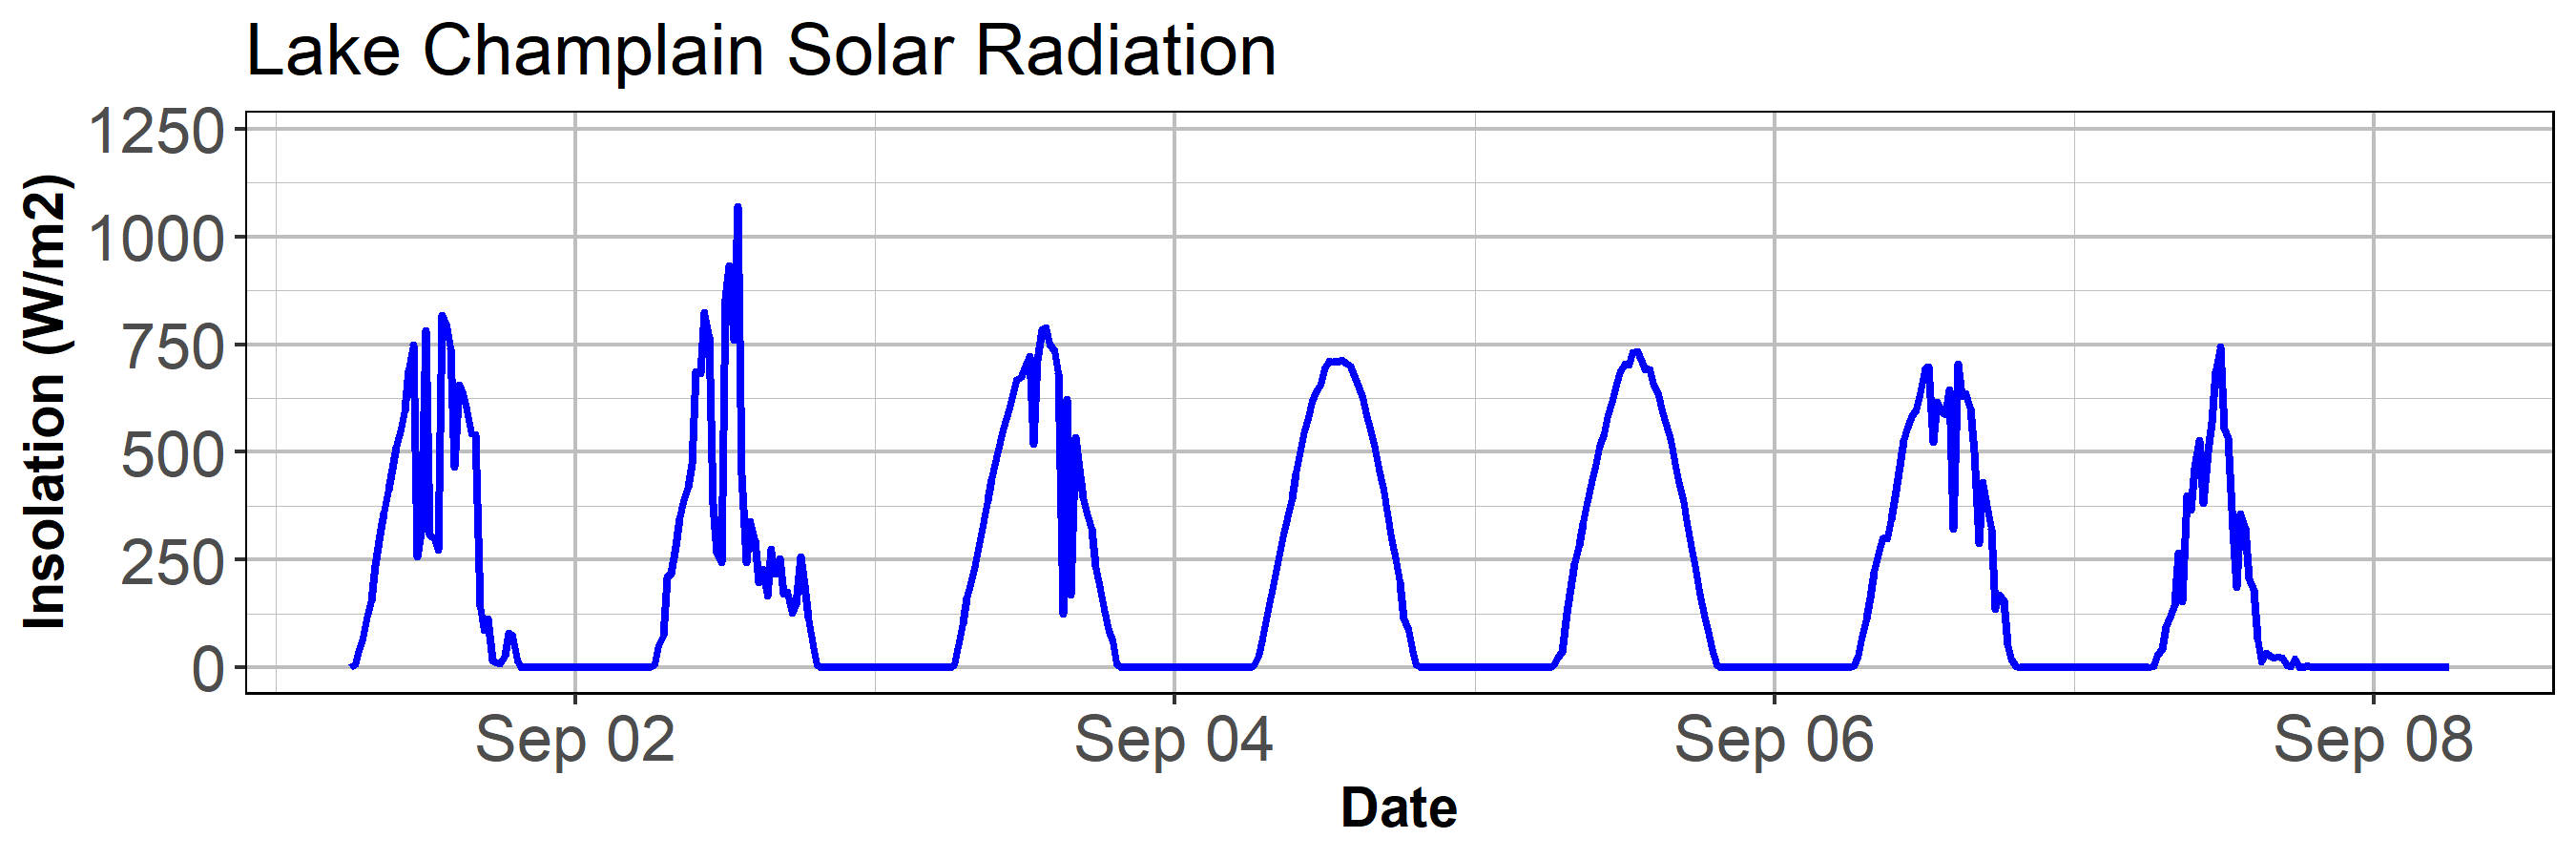 Lake Champlain Solar Radiation
Insolation (W/m2)
1250
1000
750
500
250
0
Sep 02
Sep 04
Sep 06
Sep 08
Date